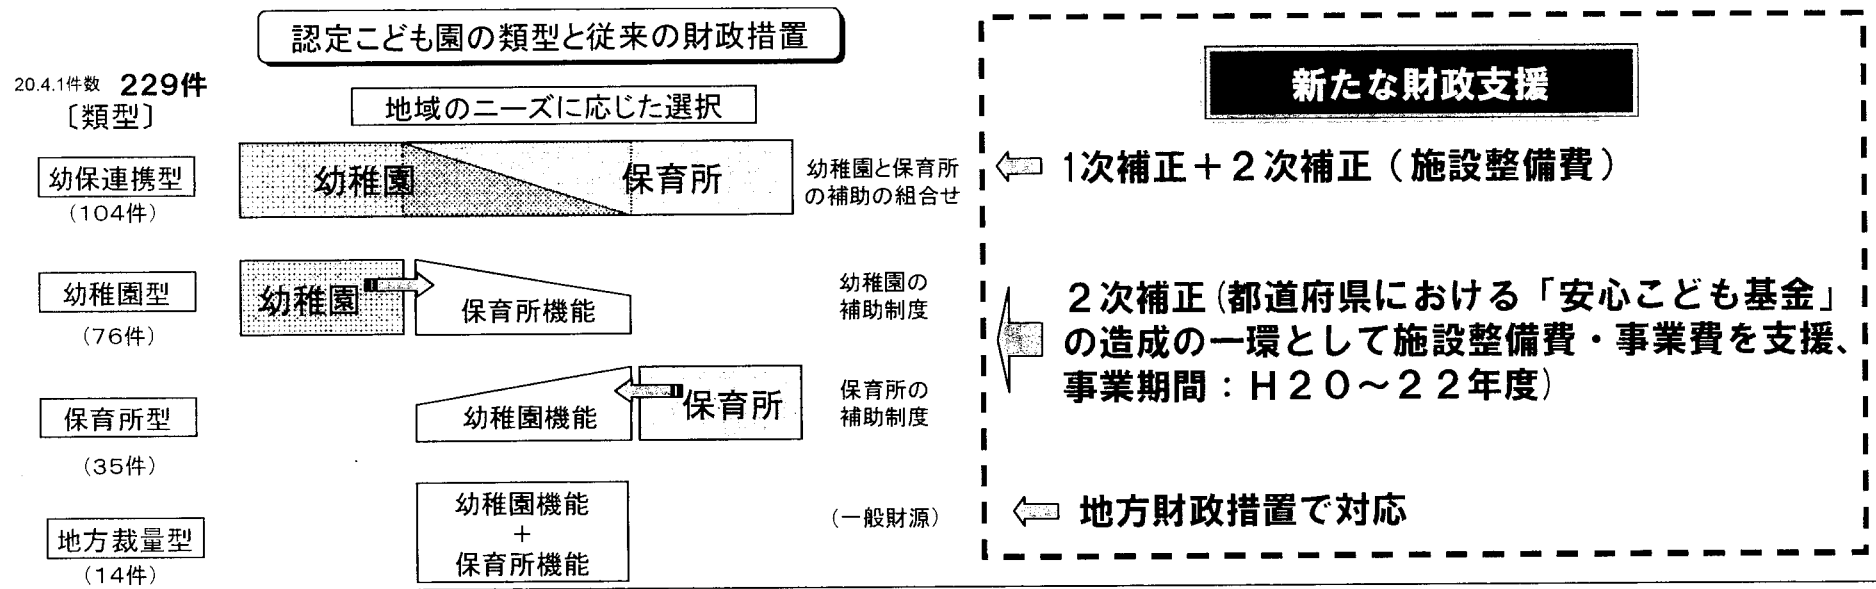 認定こども園の類型と従来の財政措置
20.4.1件数 229件
〔類型〕
地域のニーズに応じた選択
幼保連携型
(104件)
幼稚園
保育所
幼稚園と保育所
の補助の組合せ
幼稚園型
(76件)
幼稚園
保育所機能
幼稚園の
補助制度
保育所型
(35件)
幼稚園機能
保育所
保育所の
補助制度
地方裁量型
(14件)
幼稚園機能
+
保育所機能
(一般財源)
新たな財政支援
1次補正+2次補正(施設整備費)
2次補正(都道府県における「安心こども基金」
の造成の一環として施設整備費・事業費を支援、
事業期間:H20~22年度)
地方財政措置で対応